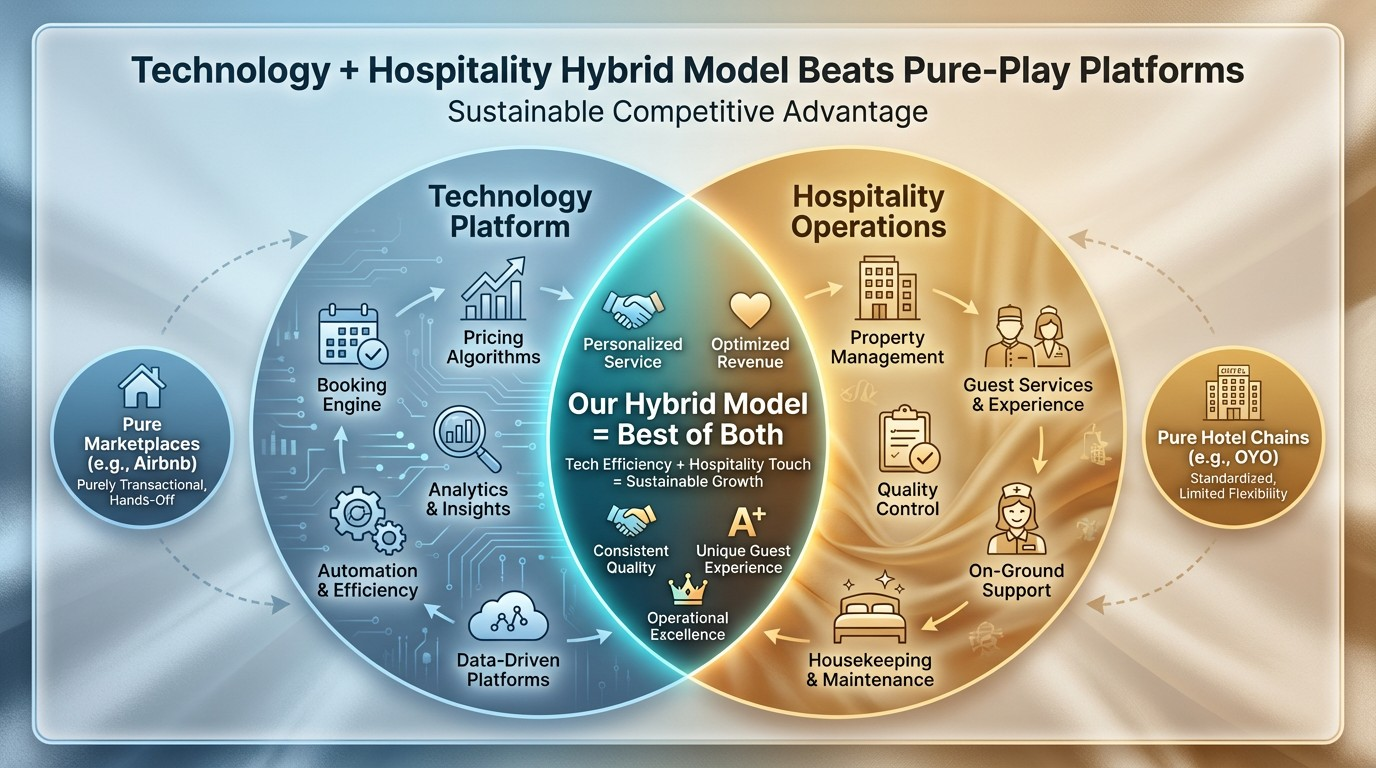 Technology + Hospitality Hybrid Model Beats Pure-Play Platforms
Sustainable Competitive Advantage
Technology
Platform
Pricing
Algorithms
Booking
Engine
Analytics
& Insights
Automation
& Efficiency
Data-Driven
Platforms
Pure
Marketplaces
(e.g., Airbnb)
Purely Transactional,
Hands-Off
Personalized
Service
Optimized
Revenue
Our Hybrid Model
= Best of Both
Tech Efficiency + Hospitality Touch
= Sustainable Growth
Consistent
Quality
A+
Unique Guest
Experience
Operational
Excellence
Hospitality
Operations
Property
Management
Guest Services
& Experience
Quality
Control
On-Ground
Support
Housekeeping
& Maintenance
Pure Hotel Chains
(e.g., OYO)
Standardized,
Limited Flexibility